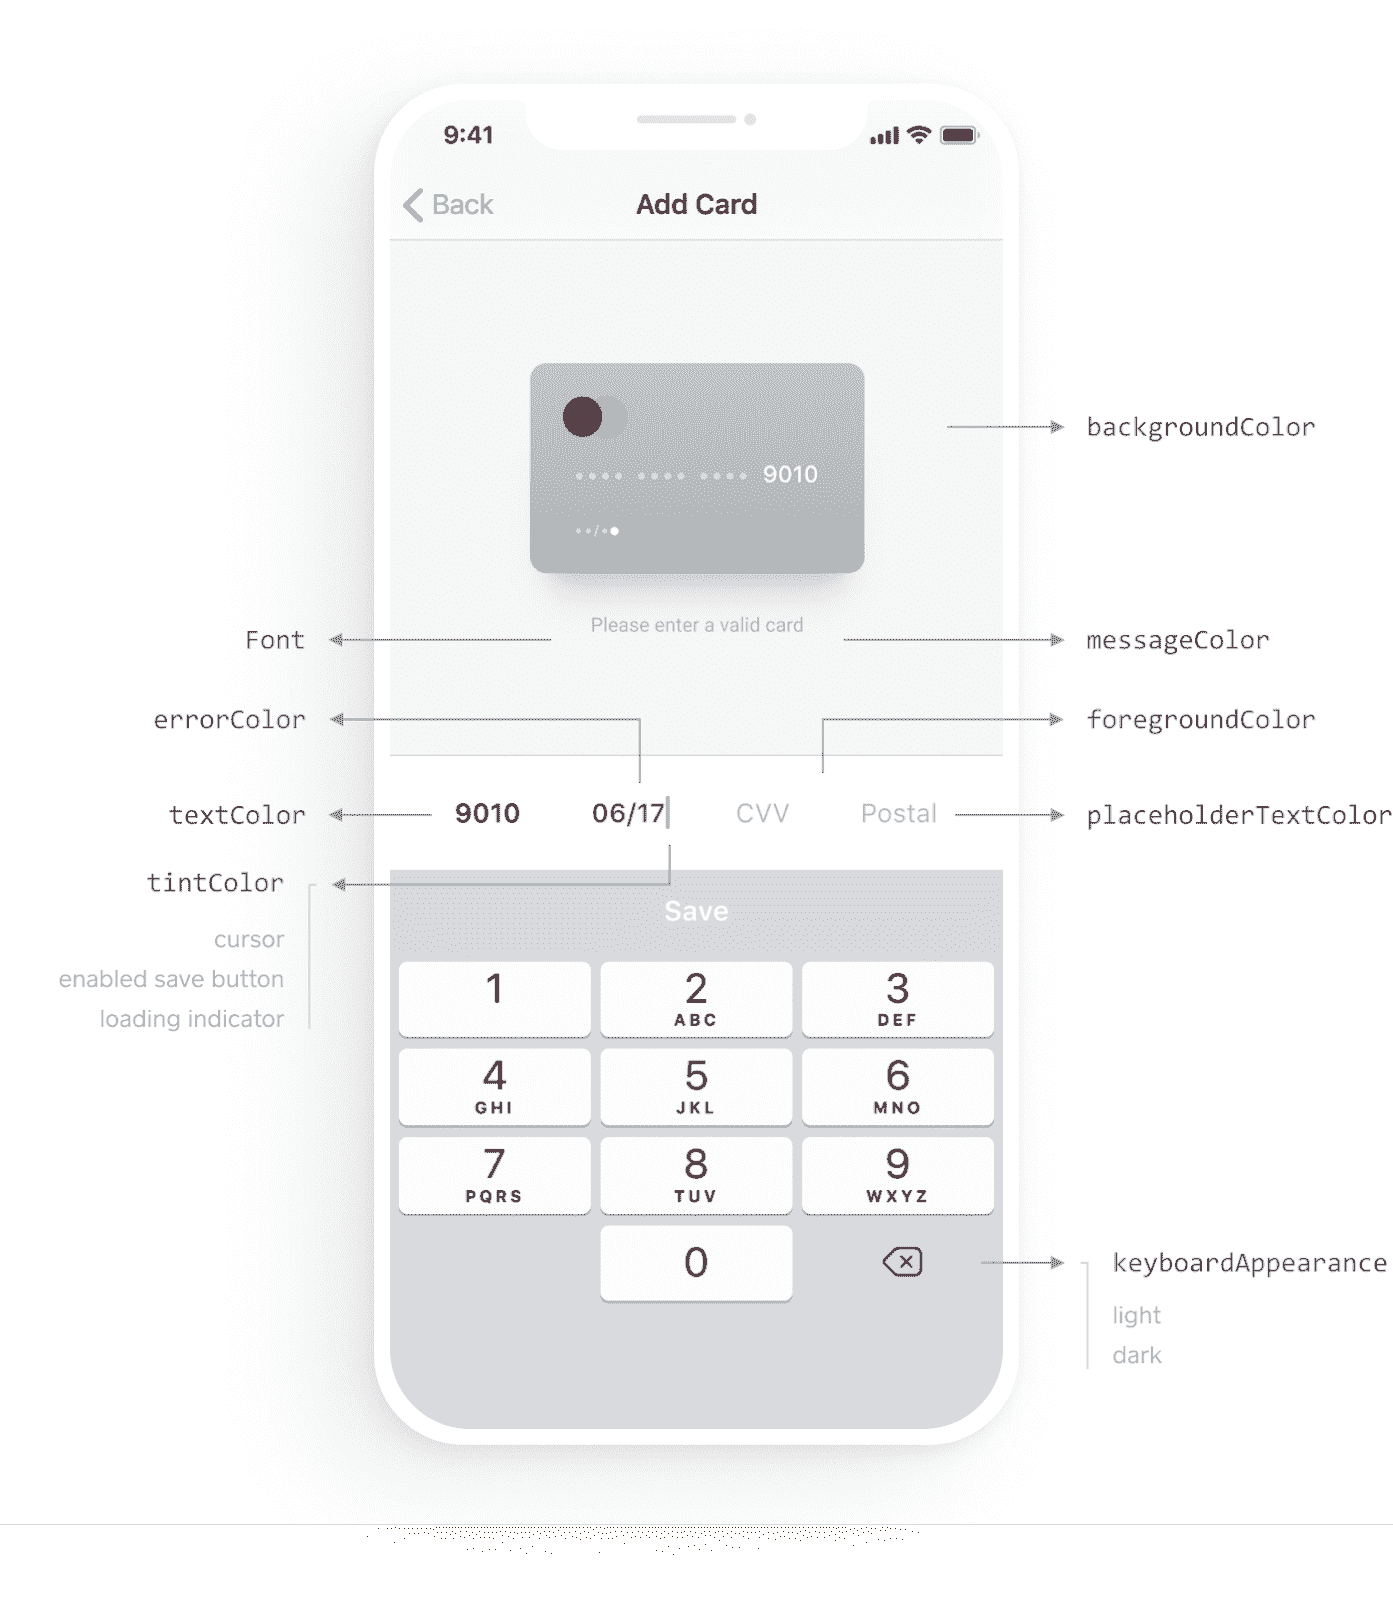 9:41
Back
Add Card
backgroundColor
9010
••/••
Please enter a valid card
Font
messageColor
errorColor
foregroundColor
textColor
9010
06/17
CVV
Postal
placeholderTextColor
tintColor
cursor
enabled save button
loading indicator
Save
1
2
3
ABC
DEF
4
5
6
GHI
JKL
MNO
7
8
9
PQRS
TUV
WXYZ
0
keyboardAppearance
light
dark